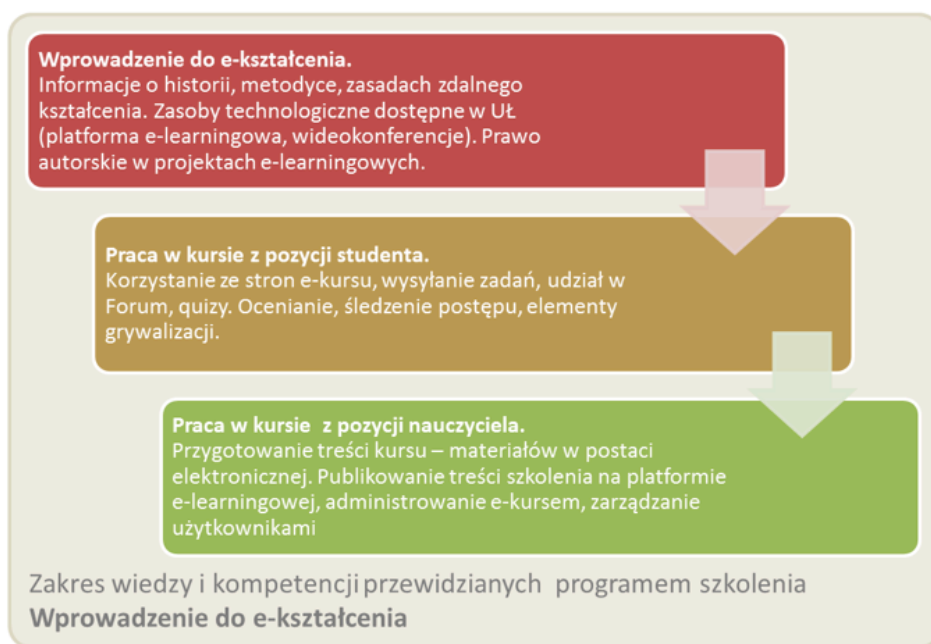 Wprowadzenie do e-kształcenia.
Informacje o historii, metodyce, zasadach zdalnego
kształcenia. Zasoby technologiczne dostępne w UŁ
(platforma e-learningowa, wideokonferencje). Prawo
autorskie w projektach e-learningowych.
Praca w kursie z pozycji studenta.
Korzystanie ze stron e-kursu, wysyłanie zadań, udział w
Forum, quizy. Ocenianie, śledzenie postępu, elementy
grywalizacji.
Praca w kursie z pozycji nauczyciela.
Przygotowanie treści kursu – materiałów w postaci
elektronicznej. Publikowanie treści szkolenia na platformie
e-learningowej, administrowanie e-kursem, zarządzanie
użytkownikami
Zakres wiedzy i kompetencji przewidzianych programem szkolenia
Wprowadzenie do e-kształcenia